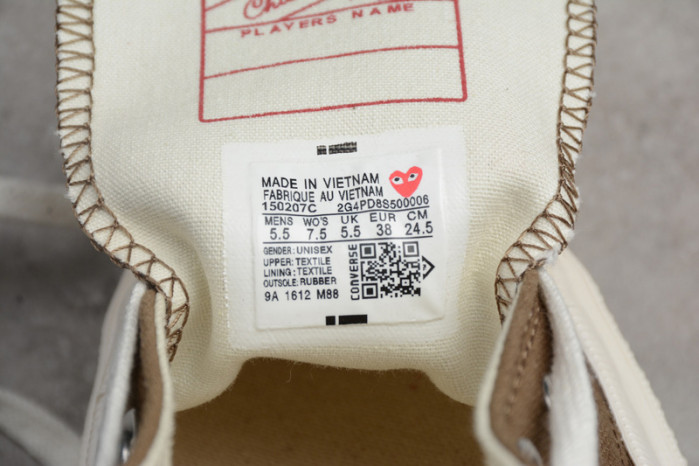 PLAYERS NAME
MADE IN VIETNAM
FABRIQUE AU VIETNAM
150207C 2G4PD8S500006
MENS WO'S UK EUR CM
5.5 7.5 5.5 38 24.5
GENDER: UNISEX
UPPER: TEXTILE
LINING: TEXTILE
OUTSOLE: RUBBER
9A 1612 M88
CONVERSE